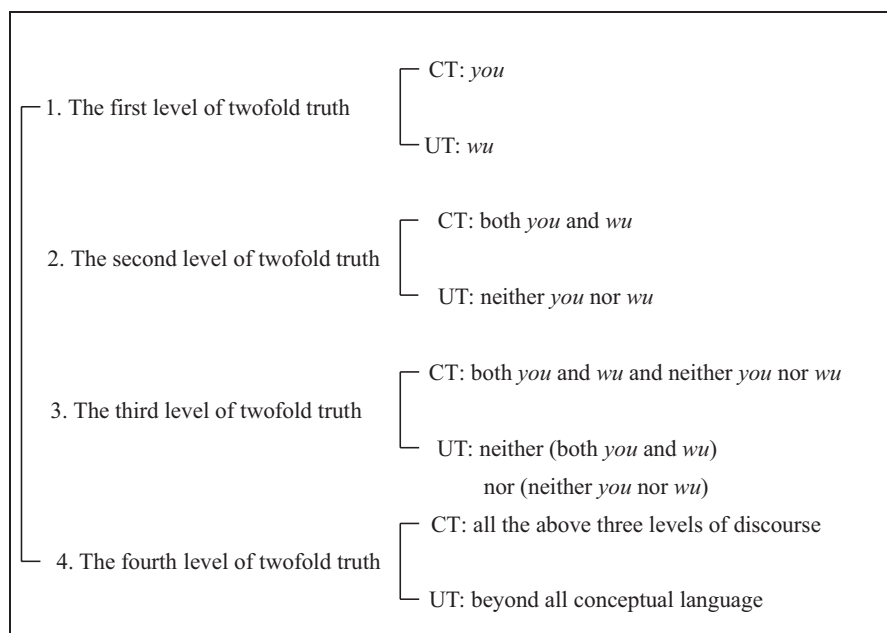 CT: you
1. The first level of twofold truth
UT: wu
CT: both you and wu
2. The second level of twofold truth
UT: neither you nor wu
CT: both you and wu and neither you nor wu
3. The third level of twofold truth
UT: neither (both you and wu)
nor (neither you nor wu)
CT: all the above three levels of discourse
4. The fourth level of twofold truth
UT: beyond all conceptual language